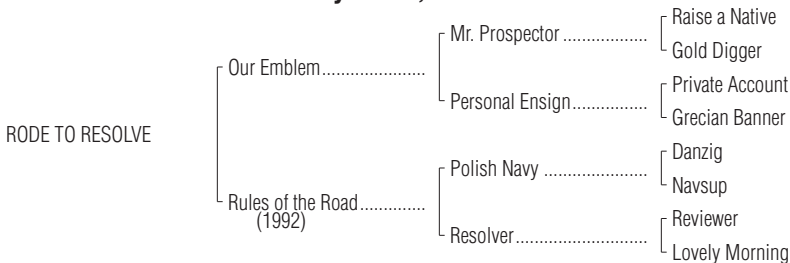 Raise a Native
Mr. Prospector ..................
Gold Digger
Our Emblem......................
Private Account
Personal Ensign................
Grecian Banner
RODE TO RESOLVE
Danzig
Polish Navy ......................
Navsup
Rules of the Road..............
(1992)
Reviewer
Resolver............................
Lovely Morning